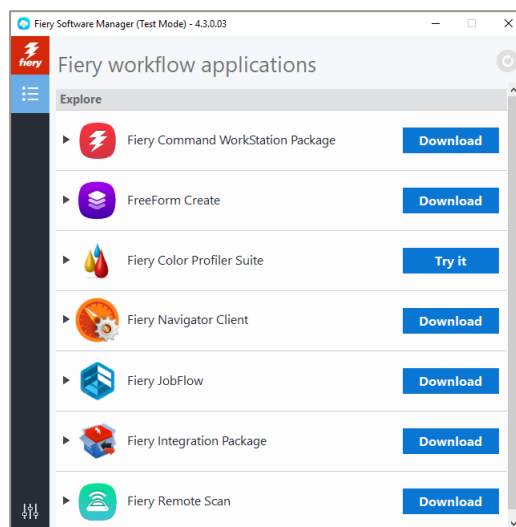 Fiery Software Manager (Test Mode) - 4.3.0.03
fiery
Fiery workflow applications
Explore
Fiery Command WorkStation Package
Download
FreeForm Create
Download
Fiery Color Profiler Suite
Try it
Fiery Navigator Client
Download
Fiery JobFlow
Download
Fiery Integration Package
Download
Fiery Remote Scan
Download